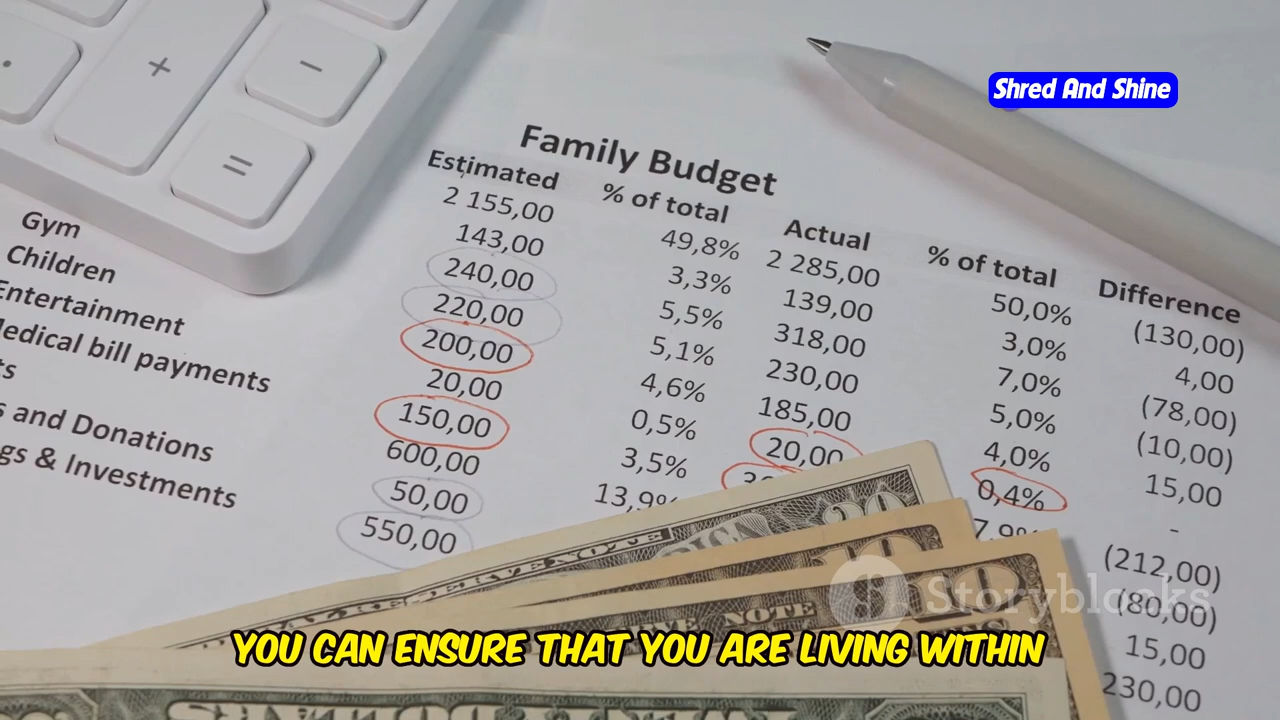 Shred And Shine
+ -
=
Family Budget
Estimated % of total Actual % of total Difference
2 155,00 49,8% 2 285,00 50,0% (130,00)
143,00 3,3% 139,00 3,0% 4,00
240,00 5,5% 318,00 7,0% (78,00)
Gym 220,00 5,1% 230,00 5,0% (10,00)
Children 200,00 4,6% 185,00 4,0% 15,00
Entertainment 20,00 0,5% 20,00 0,4% -
Medical bill payments 150,00 3,5% 7,9% (212,00)
600,00 13,9% (80,00)
and Donations 50,00 15,00
& Investments 550,00 230,00
Storyblocks
YOU CAN ENSURE THAT YOU ARE LIVING WITHIN